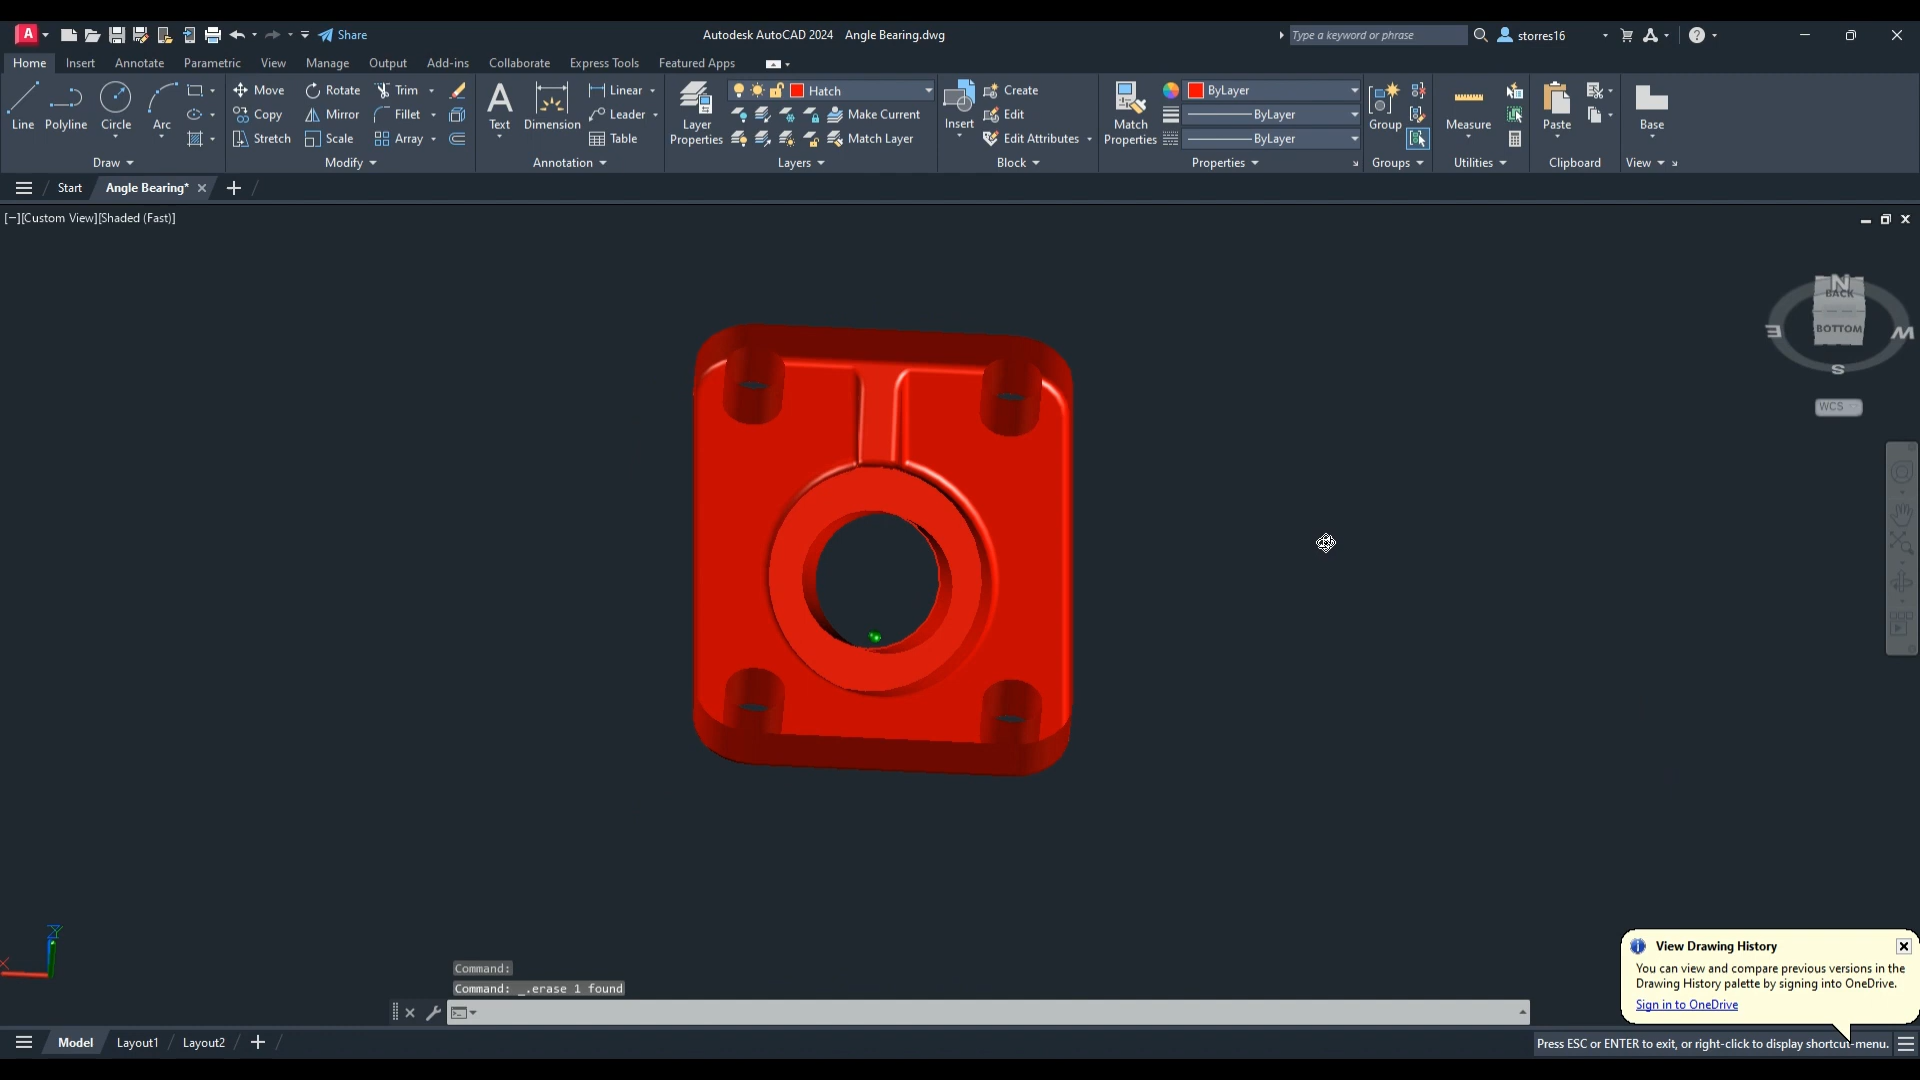 A Share Autodesk AutoCAD 2024 Angle Bearing.dwg Type a keyword or phrase storres16
Home Insert Annotate Parametric View Manage Output Add-ins Collaborate Express Tools Featured Apps
Line Polyline Circle Arc
Draw
Move Rotate Trim
Copy Mirror Fillet
Stretch Scale Array
Modify
Text Dimension
Linear
Leader
Table
Annotation
Layer Properties
Hatch
Make Current
Match Layer
Layers
Insert
Create
Edit
Edit Attributes
Block
Match Properties
ByLayer
ByLayer
ByLayer
Properties
Group
Groups
Measure
Utilities
Paste
Clipboard
Base
View
Start Angle Bearing*
[−][Custom View][Shaded (Fast)]
N
BACK
BOTTOM
E
W
S
WCS
Y
Z
X
Command:
Command: _.erase 1 found
View Drawing History
You can view and compare previous versions in the
Drawing History palette by signing into OneDrive.
Sign in to OneDrive
Model Layout1 Layout2
Press ESC or ENTER to exit, or right-click to display shortcut-menu.